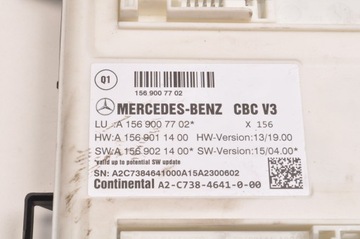 Q1
156 900 77 02
MERCEDES-BENZ CBC V3
LU :A 156 900 77 02* X 156
HW:A 156 901 14 00 HW-Version:13/19.00
SW:A 156 902 14 00* SW-Version:15/04.00*
*valid up to potential SW update
SN: A2C7384641000A15A2300602
Continental A2-C738-4641-0-00